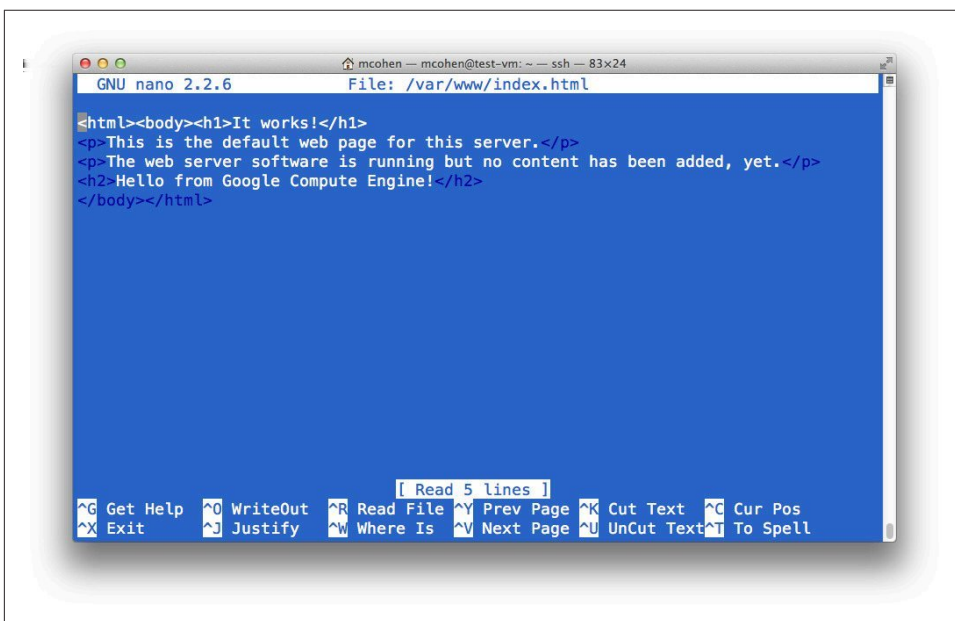 mcohen — mcohen@test-vm: ~ — ssh — 83×24
GNU nano 2.2.6 File: /var/www/index.html
<html><body><h1>It works!</h1>
<p>This is the default web page for this server.</p>
<p>The web server software is running but no content has been added, yet.</p>
<h2>Hello from Google Compute Engine!</h2>
</body></html>
[ Read 5 lines ]
^G Get Help ^O WriteOut ^R Read File ^Y Prev Page ^K Cut Text ^C Cur Pos
^X Exit ^J Justify ^W Where Is ^V Next Page ^U UnCut Text^T To Spell